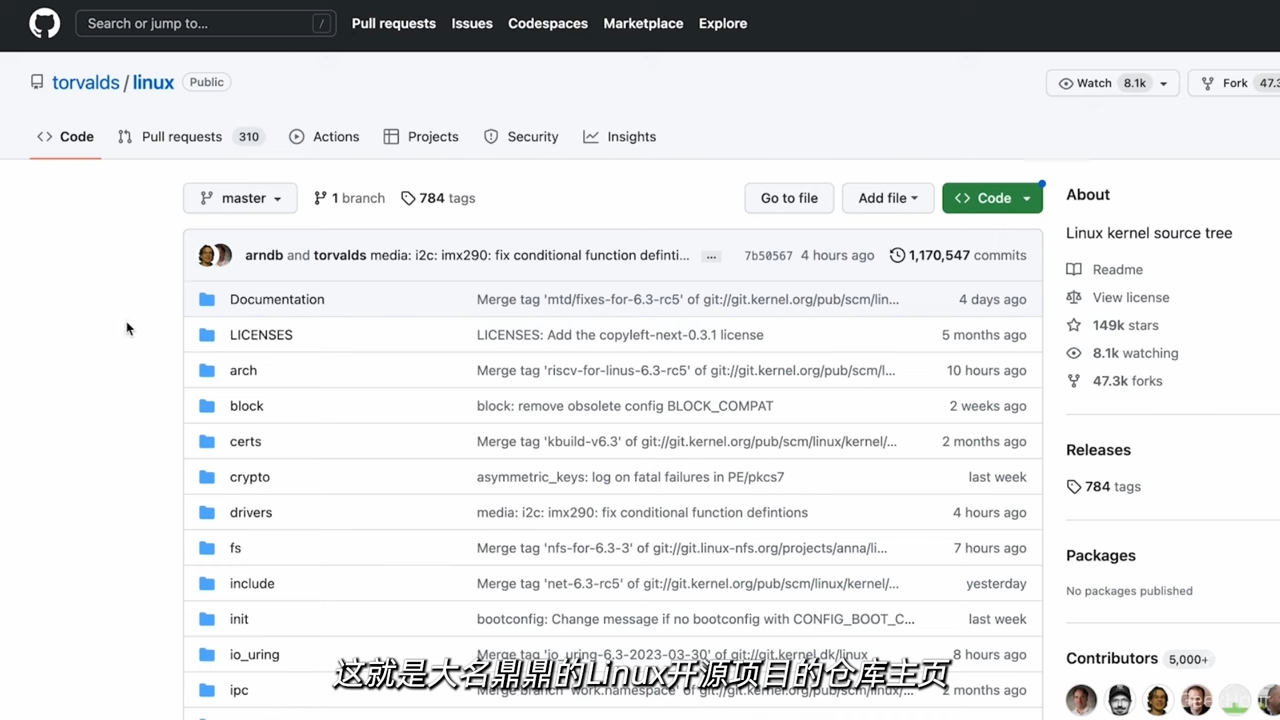 Search or jump to... / Pull requests Issues Codespaces Marketplace Explore
torvalds / linux Public Watch 8.1k Fork 47.3
Code Pull requests 310 Actions Projects Security Insights
master 1 branch 784 tags Go to file Add file Code
arndb and torvalds media: i2c: imx290: fix conditional function definti... ... 7b50567 4 hours ago 1,170,547 commits
Documentation Merge tag 'mtd/fixes-for-6.3-rc5' of git://git.kernel.org/pub/scm/lin... 4 days ago
LICENSES LICENSES: Add the copyleft-next-0.3.1 license 5 months ago
arch Merge tag 'riscv-for-linus-6.3-rc5' of git://git.kernel.org/pub/scm/l... 10 hours ago
block block: remove obsolete config BLOCK_COMPAT 2 weeks ago
certs Merge tag 'kbuild-v6.3' of git://git.kernel.org/pub/scm/linux/kernel/... 2 months ago
crypto asymmetric_keys: log on fatal failures in PE/pkcs7 last week
drivers media: i2c: imx290: fix conditional function defintions 4 hours ago
fs Merge tag 'nfs-for-6.3-3' of git://git.linux-nfs.org/projects/anna/li... 7 hours ago
include Merge tag 'net-6.3-rc5' of git://git.kernel.org/pub/scm/linux/kernel/... yesterday
init bootconfig: Change message if no bootconfig with CONFIG_BOOT_C... last week
io_uring Merge tag 'io_uring-6.3-2023-03-30' of git://git.kernel.dk/linux 8 hours ago
ipc Merge branch 'work.namespace' of git://git.kernel.org/pub/scm/linux/... 2 months ago
About
Linux kernel source tree
Readme
View license
149k stars
8.1k watching
47.3k forks
Releases
784 tags
Packages
No packages published
Contributors 5,000+
这就是大名鼎鼎的Linux开源项目的仓库主页